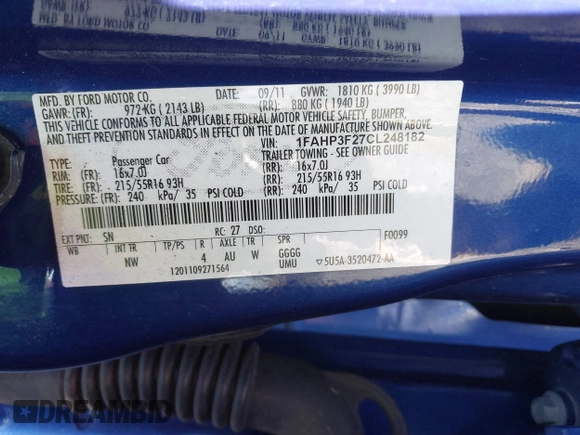 MFD. BY FORD MOTOR CO.
DATE: 09/11 GVWR: 1810 KG ( 3990 LB)
GAWR:(FR): 972KG ( 2143 LB) (RR): 880 KG ( 1940 LB)
THIS VEHICLE CONFORMS TO ALL APPLICABLE FEDERAL MOTOR VEHICLE SAFETY, BUMPER,
AND THEFT PREVENTION STANDARDS IN EFFECT ON THE DATE OF MANUFACTURE SHOWN ABOVE.
VIN: 1FAHP3F27CL248182
TYPE: Passenger Car TRAILER TOWING - SEE OWNER GUIDE
RIM: (FR) 16x7.0J (RR): 16x7.0J
TIRE: (FR) 215/55R16 93H (RR): 215/55R16 93H
PRESSURE: (FR): 240 kPa/ 35 PSI COLD (RR): 240 kPa/ 35 PSI COLD
EXT PNT: SN RC: 27 DSO: F0099
WB INT TR TP/PS R AXLE TR SPR
NW 4 AU W GGGG
UMU
1201109271564
5U5A-3520472-AA
DREAMBID